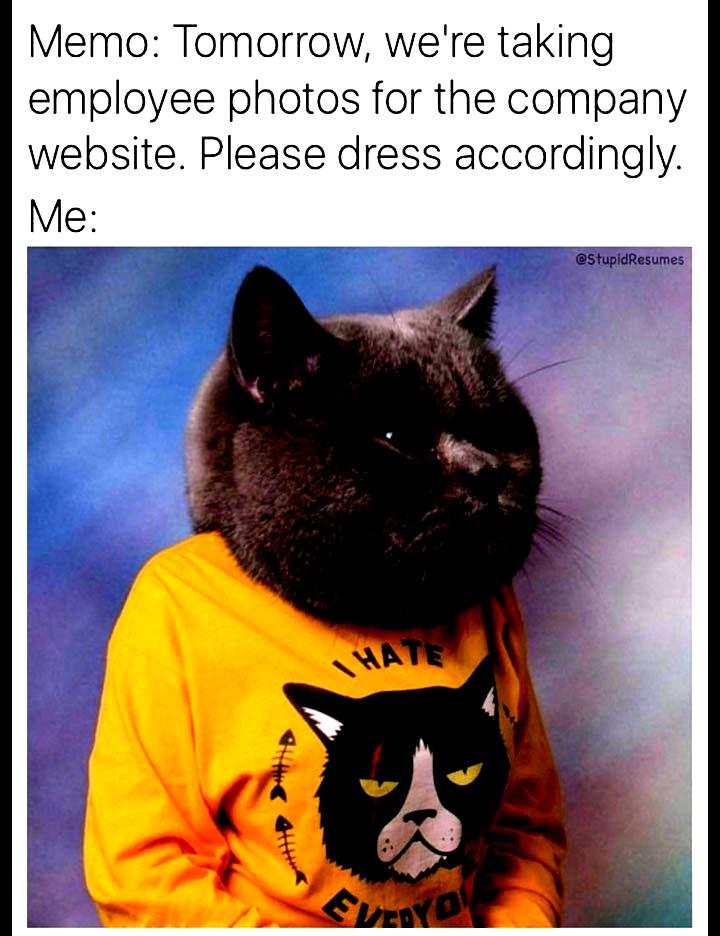 Memo: Tomorrow, we're taking
employee photos for the company
website. Please dress accordingly.
Me:
@StupidResumes
I HATE